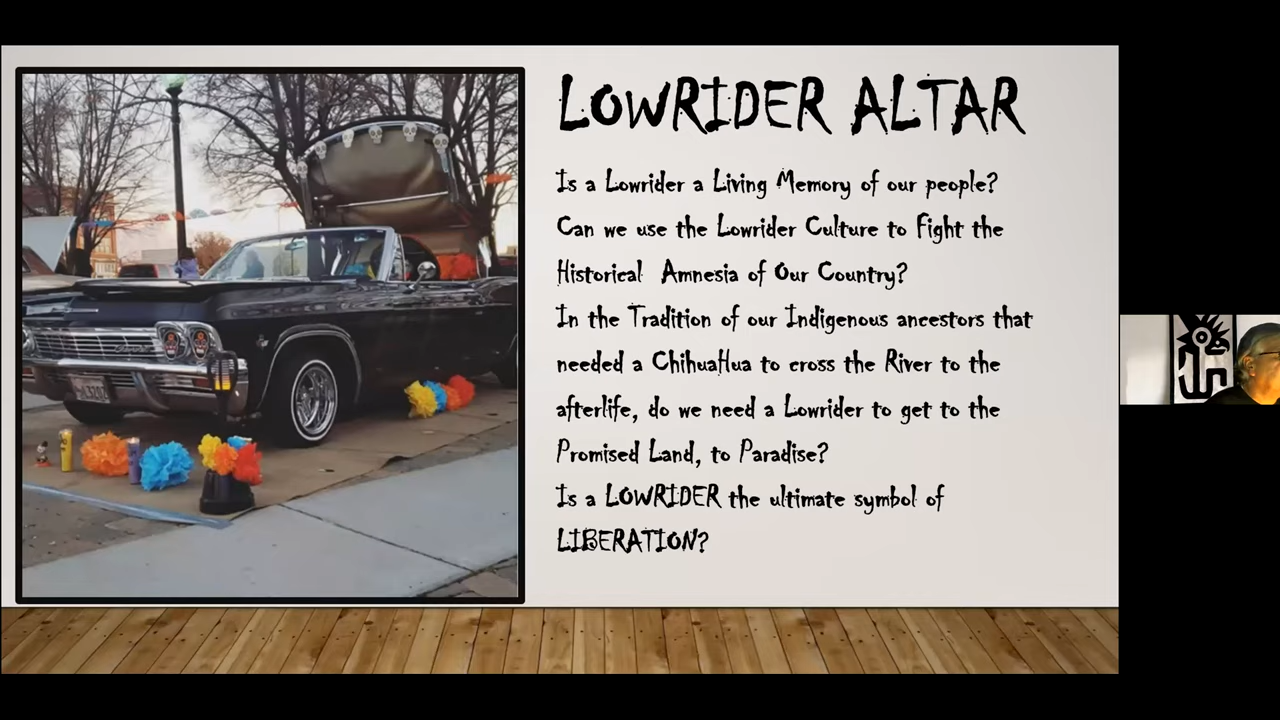 LOWRIDER ALTAR
Is a Lowrider a Living Memory of our people?
Can we use the Lowrider Culture to Fight the
Historical Amnesia of Our Country?
In the Tradition of our Indigenous ancestors that
needed a ChihuaHua to cross the River to the
afterlife, do we need a Lowrider to get to the
Promised Land, to Paradise?
Is a LOWRIDER the ultimate symbol of
LIBERATION?